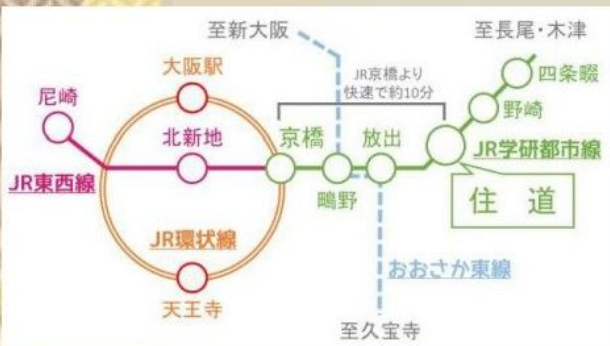 至新大阪
至長尾・木津
大阪駅
JR京橋より
快速で約10分
四条畷
尼崎
北新地
京橋
放出
野崎
JR学研都市線
JR東西線
鴫野
住 道
JR環状線
おおさか東線
天王寺
至久宝寺